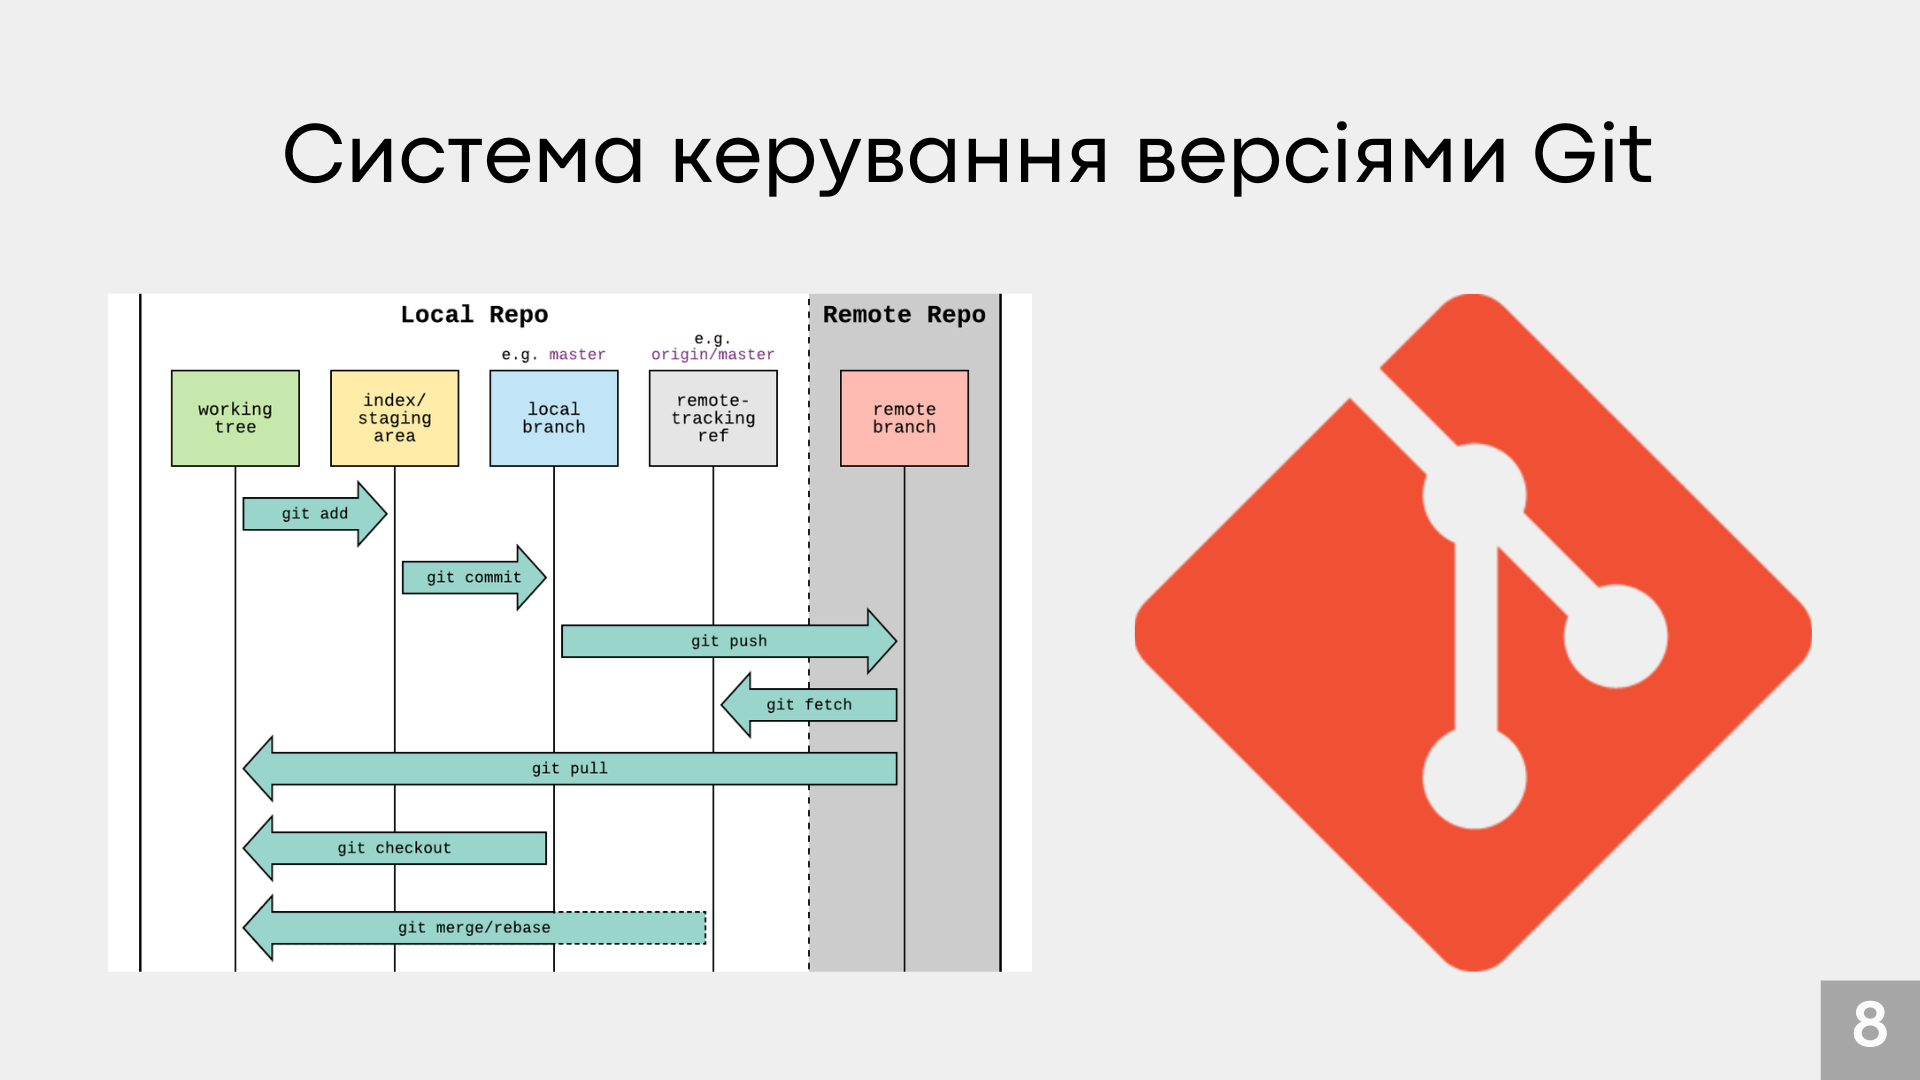 Система керування версіями Git
Local Repo
Remote Repo
e.g. master
e.g.
origin/master
working
tree
index/
staging
area
local
branch
remote-
tracking
ref
remote
branch
git add
git commit
git push
git fetch
git pull
git checkout
git merge/rebase
8